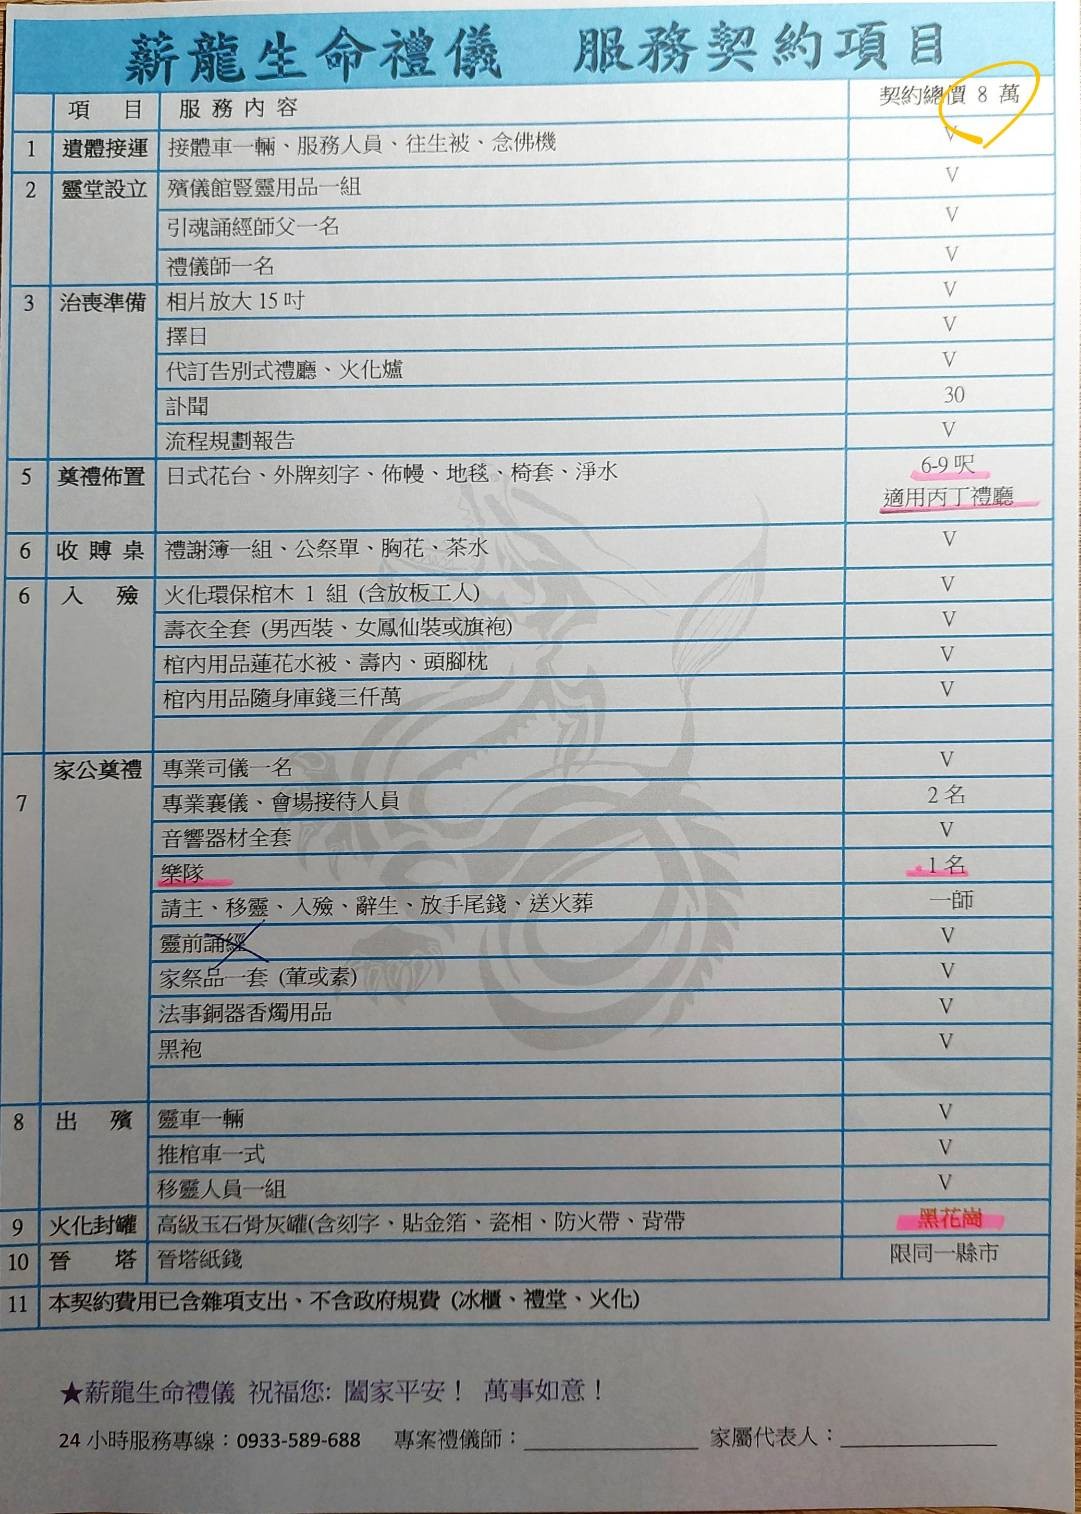 薪龍生命禮儀 服務契約項目
項 目 服務內容 契約總價 8 萬
1 遺體接運 接體車一輛、服務人員、往生被、念佛機 V
2 靈堂設立 殯儀館豎靈用品一組 V
引魂誦經師父一名 V
禮儀師一名 V
3 治喪準備 相片放大 15 吋 V
擇日 V
代訂告別式禮廳、火化爐 V
訃聞 30
流程規劃報告 V
5 奠禮佈置 日式花台、外牌刻字、佈幔、地毯、椅套、淨水 6-9 呎
適用丙丁禮廳
6 收賻桌 禮謝簿一組、公祭單、胸花、茶水 V
6 入 殮 火化環保棺木 1 組 (含放板工人) V
壽衣全套 (男西裝、女鳳仙裝或旗袍) V
棺內用品蓮花水被、壽內、頭腳枕 V
棺內用品隨身庫錢三仟萬 V
7 家公奠禮 專業司儀一名 V
專業襄儀、會場接待人員 2 名
音響器材全套 V
樂隊 1 名
請主、移靈、入殮、辭生、放手尾錢、送火葬 一師
靈前誦經 V
家祭品一套 (葷或素) V
法事銅器香燭用品 V
黑袍 V
8 出 殯 靈車一輛 V
推棺車一式 V
移靈人員一組 V
9 火化封罐 高級玉石骨灰罐(含刻字、貼金箔、瓷相、防火帶、背帶 黑花崗
10 晉 塔 晉塔紙錢 限同一縣市
11 本契約費用已含雜項支出、不含政府規費 (冰櫃、禮堂、火化)
★薪龍生命禮儀 祝福您: 闔家平安！ 萬事如意！
24 小時服務專線：0933-589-688 專案禮儀師：_______________ 家屬代表人：______________